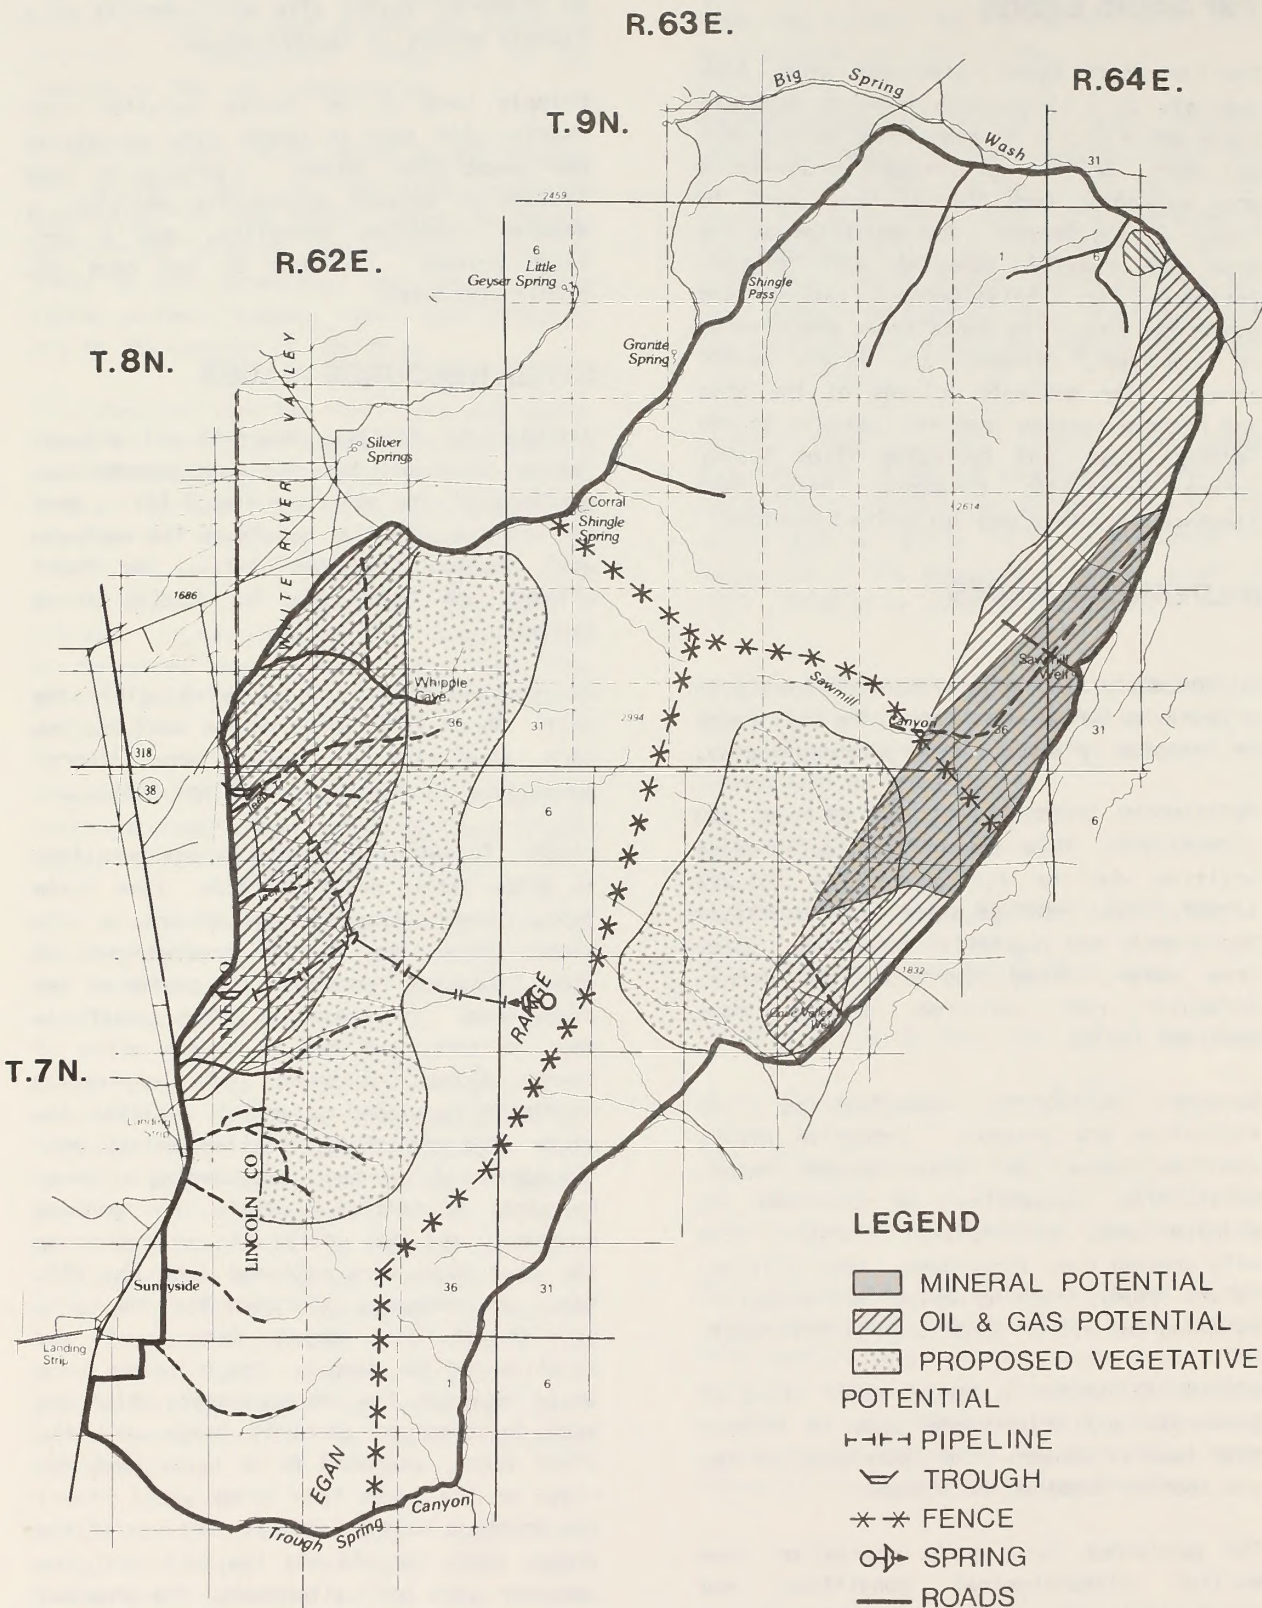 R.63E.
R.64E.
Big Spring Wash
T.9N.
31
2459
6
Little
Geyser Spring
1
6
R.62E.
Shingle
Pass
T.8N.
WHITE RIVER VALLEY
Granite
Spring
Silver
Springs
Corral
Shingle
Spring
2614
1686
Whipple
Cave
Sawmill
Well
Sawmill
Canyon
36
31
2994
36
31
318
38
Jeep
6
6
Jeep
1832
NYE CO
RANGE
Cave Valley
Well
T.7N.
Landing
Strip
LINCOLN CO
Sunnyside
36
31
Landing
Strip
1
6
EGAN
Trough Spring Canyon
LEGEND
MINERAL POTENTIAL
OIL & GAS POTENTIAL
PROPOSED VEGETATIVE
POTENTIAL
PIPELINE
TROUGH
FENCE
SPRING
ROADS